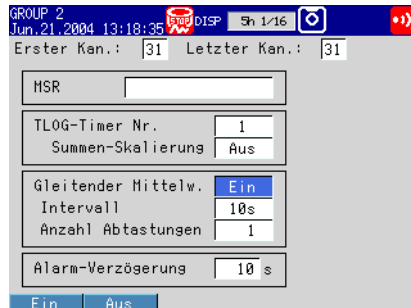 GROUP 2
Jun.21.2004 13:18:35 STOP DISP 5h 1/16
Erster Kan.: 31 Letzter Kan.: 31
MSR
TLOG-Timer Nr. 1
Summen-Skalierung Aus
Gleitender Mittelw. Ein
Intervall 10s
Anzahl Abtastungen 1
Alarm-Verzögerung 10 s
Ein Aus